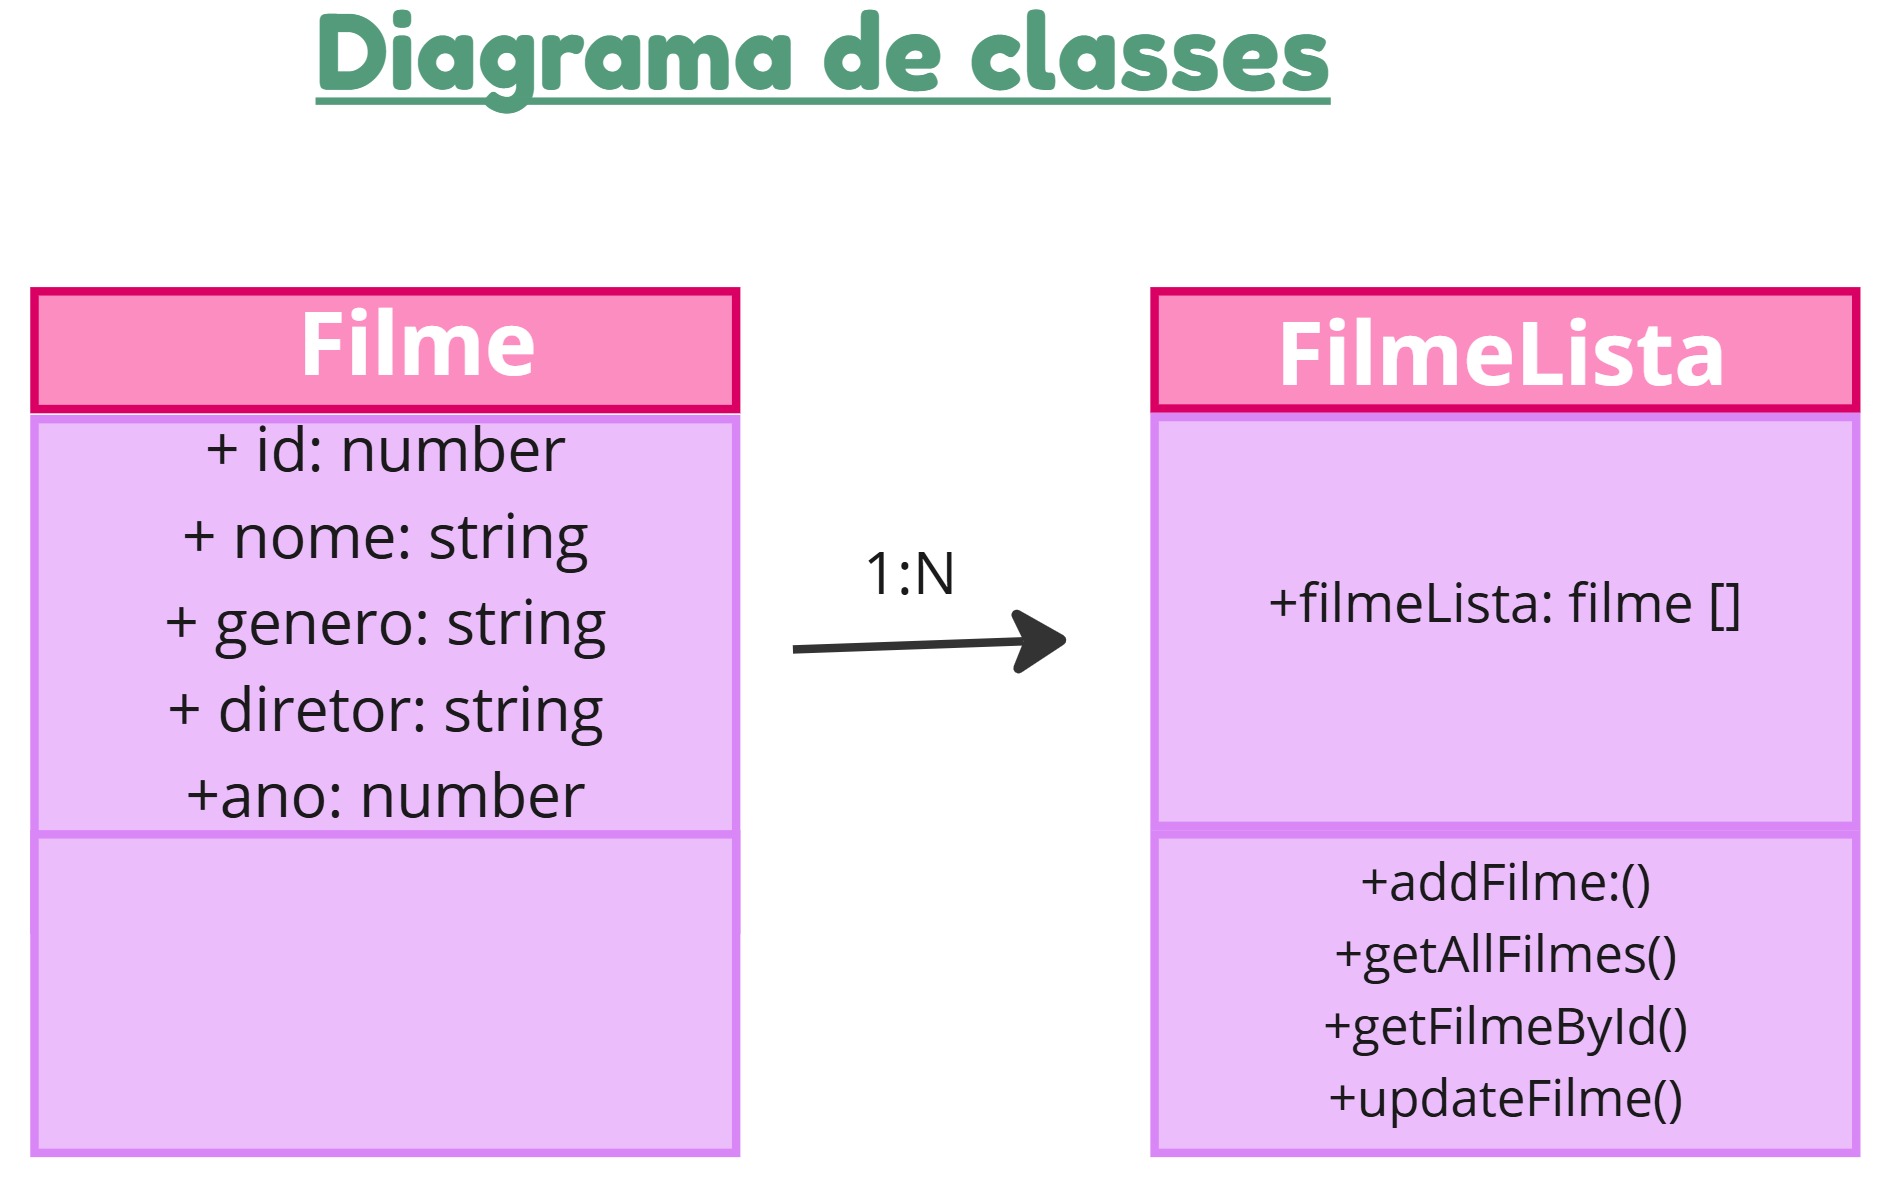 Diagrama de classes
Filme
+ id: number
+ nome: string
+ genero: string
+ diretor: string
+ano: number
1:N
FilmeLista
+filmeLista: filme []
+addFilme:()
+getAllFilmes()
+getFilmeById()
+updateFilme()